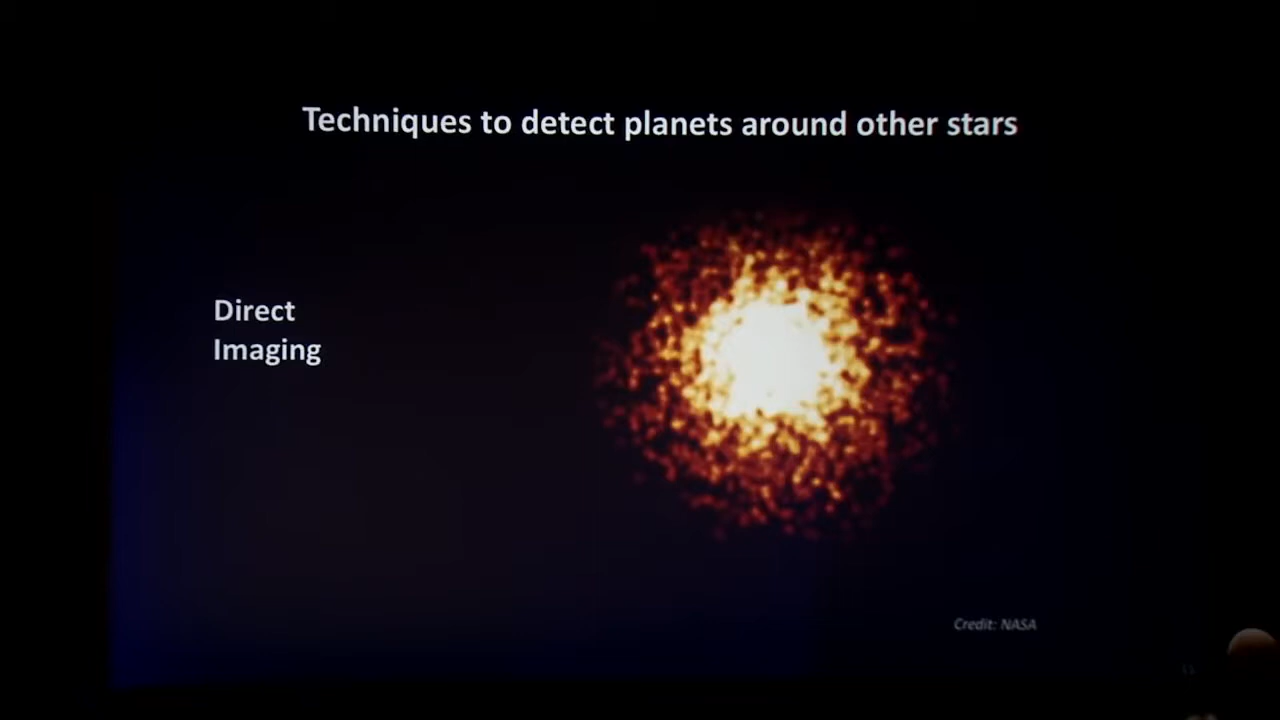 Techniques to detect planets around other stars
Direct
Imaging
Credit: NASA